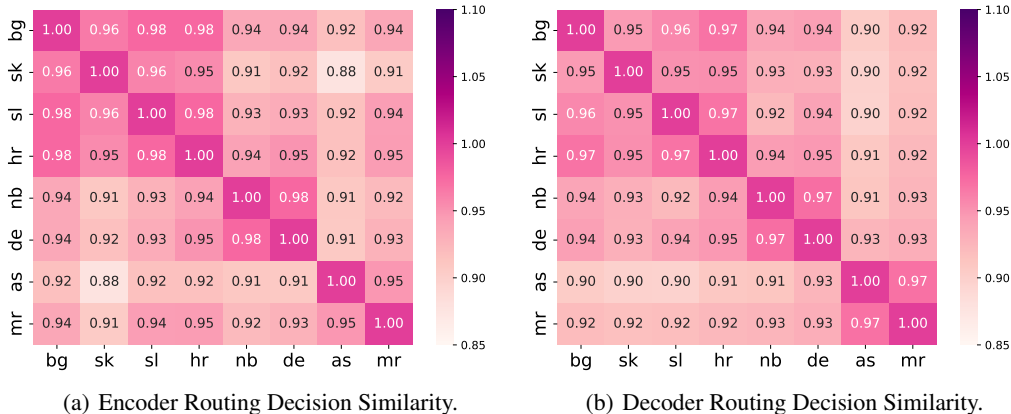 bg 1.00 0.96 0.98 0.98 0.94 0.94 0.92 0.94
sk 0.96 1.00 0.96 0.95 0.91 0.92 0.88 0.91
sl 0.98 0.96 1.00 0.98 0.93 0.93 0.92 0.94
hr 0.98 0.95 0.98 1.00 0.94 0.95 0.92 0.95
nb 0.94 0.91 0.93 0.94 1.00 0.98 0.91 0.92
de 0.94 0.92 0.93 0.95 0.98 1.00 0.91 0.93
as 0.92 0.88 0.92 0.92 0.91 0.91 1.00 0.95
mr 0.94 0.91 0.94 0.95 0.92 0.93 0.95 1.00
bg sk sl hr nb de as mr
1.10
1.05
1.00
0.95
0.90
0.85
(a) Encoder Routing Decision Similarity.
bg 1.00 0.95 0.96 0.97 0.94 0.94 0.90 0.92
sk 0.95 1.00 0.95 0.95 0.93 0.93 0.90 0.92
sl 0.96 0.95 1.00 0.97 0.92 0.94 0.90 0.92
hr 0.97 0.95 0.97 1.00 0.94 0.95 0.91 0.92
nb 0.94 0.93 0.92 0.94 1.00 0.97 0.91 0.93
de 0.94 0.93 0.94 0.95 0.97 1.00 0.93 0.93
as 0.90 0.90 0.90 0.91 0.91 0.93 1.00 0.97
mr 0.92 0.92 0.92 0.92 0.93 0.93 0.97 1.00
bg sk sl hr nb de as mr
1.10
1.05
1.00
0.95
0.90
0.85
(b) Decoder Routing Decision Similarity.